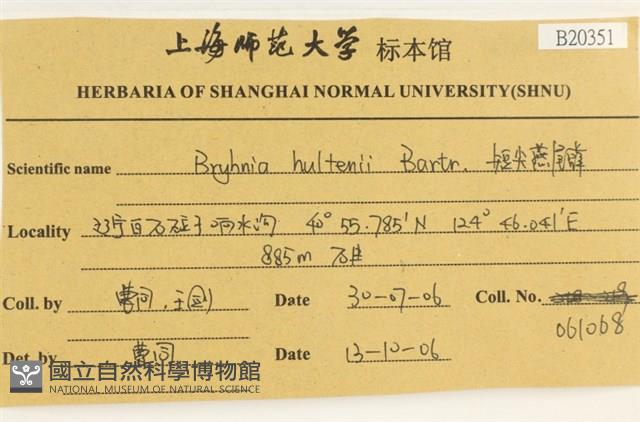 B20351
上海师范大学 标本馆
HERBARIA OF SHANGHAI NORMAL UNIVERSITY(SHNU)
Scientific name Bryhnia hultenii Bartr. 短尖燕尾藓
Locality 辽宁白石砬子 响水沟 40° 55.785'N 124° 46.041'E
885m 石生
Coll. by 曹同, Date 30-07-06 Coll. No.
061068
Det. by 曹同 Date 13-10-06
國立自然科學博物館
NATIONAL MUSEUM OF NATURAL SCIENCE